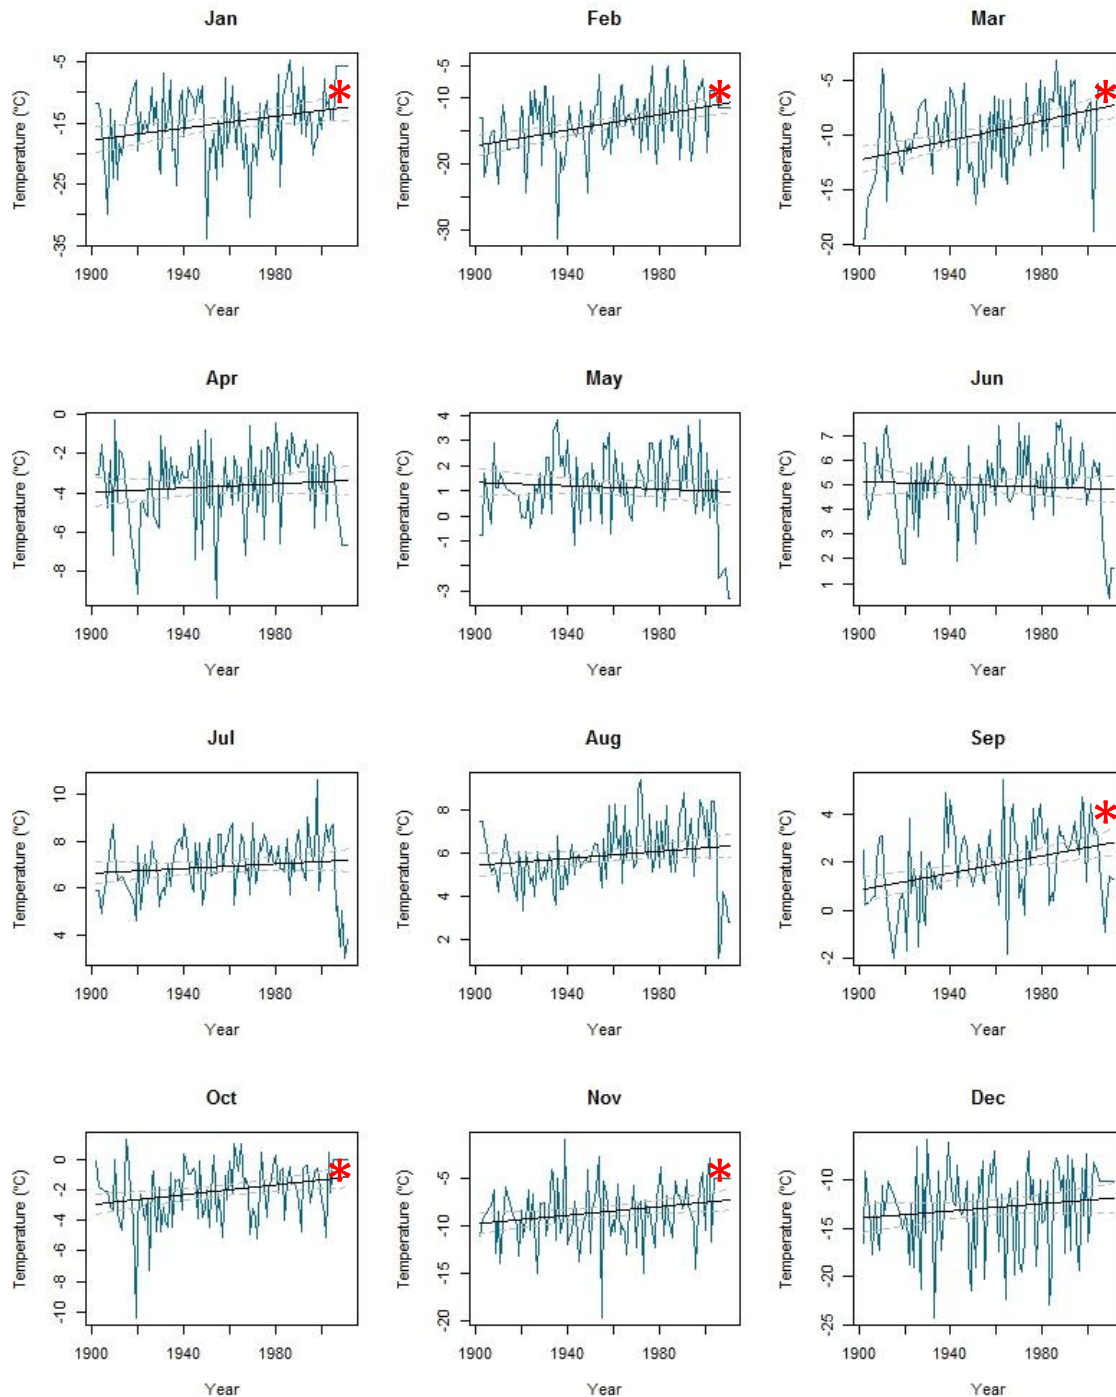 Jan Feb Mar
Temperature (°C) -35 -25 -15 -5
Temperature (°C) -30 -20 -10 -5
Temperature (°C) -20 -15 -10 -5
1900 1940 1980 1900 1940 1980 1900 1940 1980
Year Year Year
Apr May Jun
Temperature (°C) -8 -6 -4 -2 0
Temperature (°C) -3 -1 0 1 2 3 4
Temperature (°C) 1 2 3 4 5 6 7
1900 1940 1980 1900 1940 1980 1900 1940 1980
Year Year Year
Jul Aug Sep
Temperature (°C) 4 6 8 10
Temperature (°C) 2 4 6 8
Temperature (°C) -2 0 2 4
1900 1940 1980 1900 1940 1980 1900 1940 1980
Year Year Year
Oct Nov Dec
Temperature (°C) -10 -8 -6 -4 -2 0
Temperature (°C) -20 -15 -10 -5
Temperature (°C) -25 -20 -15 -10
1900 1940 1980 1900 1940 1980 1900 1940 1980
Year Year Year